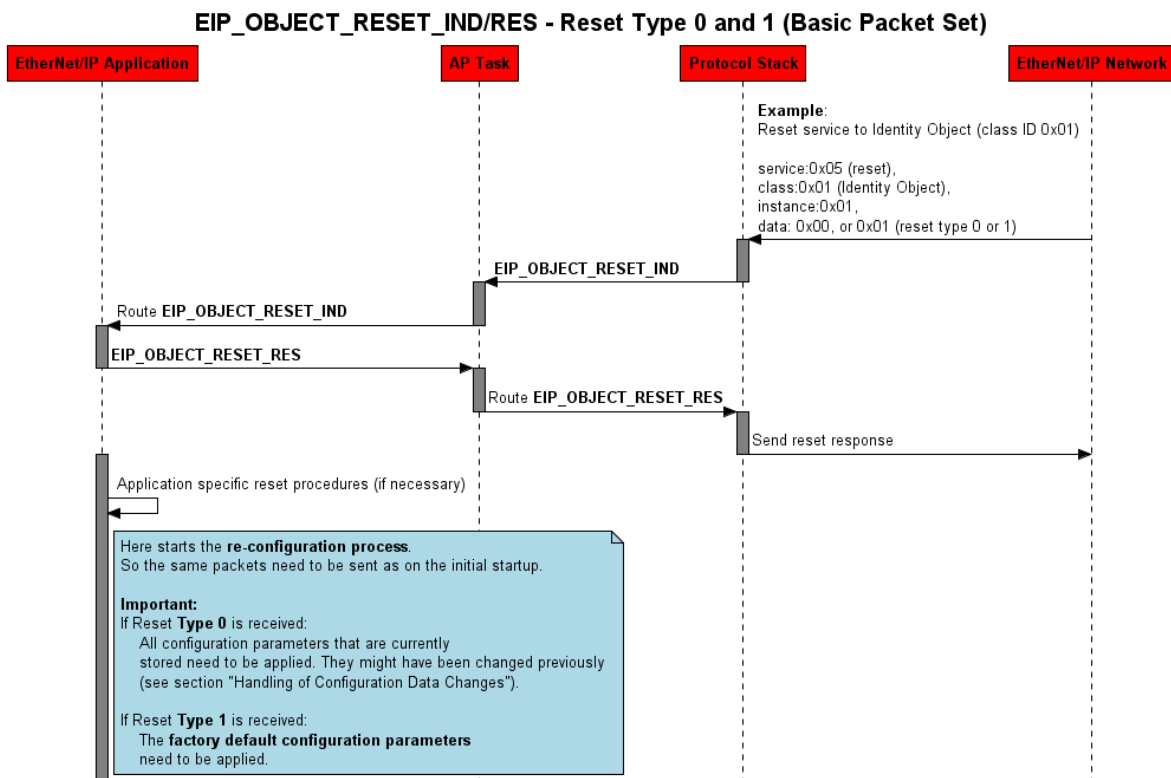 EIP_OBJECT_RESET_IND/RES - Reset Type 0 and 1 (Basic Packet Set)
EtherNet/IP Application
AP Task
Protocol Stack
EtherNet/IP Network
Example:
Reset service to Identity Object (class ID 0x01)
service:0x05 (reset),
class:0x01 (Identity Object),
instance:0x01,
data: 0x00, or 0x01 (reset type 0 or 1)
EIP_OBJECT_RESET_IND
Route EIP_OBJECT_RESET_IND
EIP_OBJECT_RESET_RES
Route EIP_OBJECT_RESET_RES
Send reset response
Application specific reset procedures (if necessary)
Here starts the re-configuration process.
So the same packets need to be sent as on the initial startup.
Important:
If Reset Type 0 is received:
All configuration parameters that are currently
stored need to be applied. They might have been changed previously
(see section "Handling of Configuration Data Changes").
If Reset Type 1 is received:
The factory default configuration parameters
need to be applied.